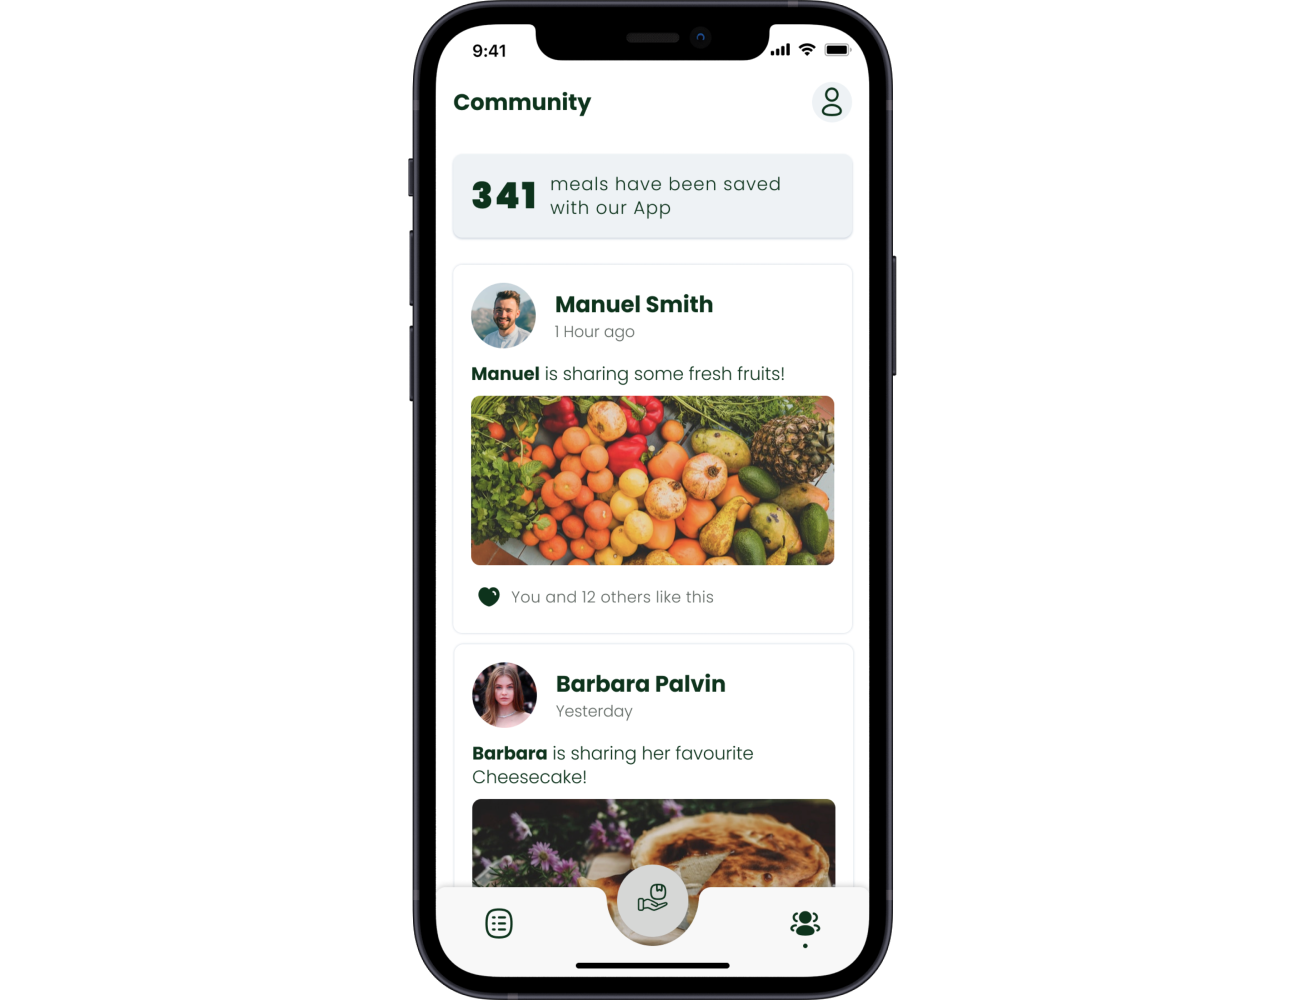 9:41
Community
341
meals have been saved
with our App
Manuel Smith
1 Hour ago
Manuel is sharing some fresh fruits!
You and 12 others like this
Barbara Palvin
Yesterday
Barbara is sharing her favourite
Cheesecake!